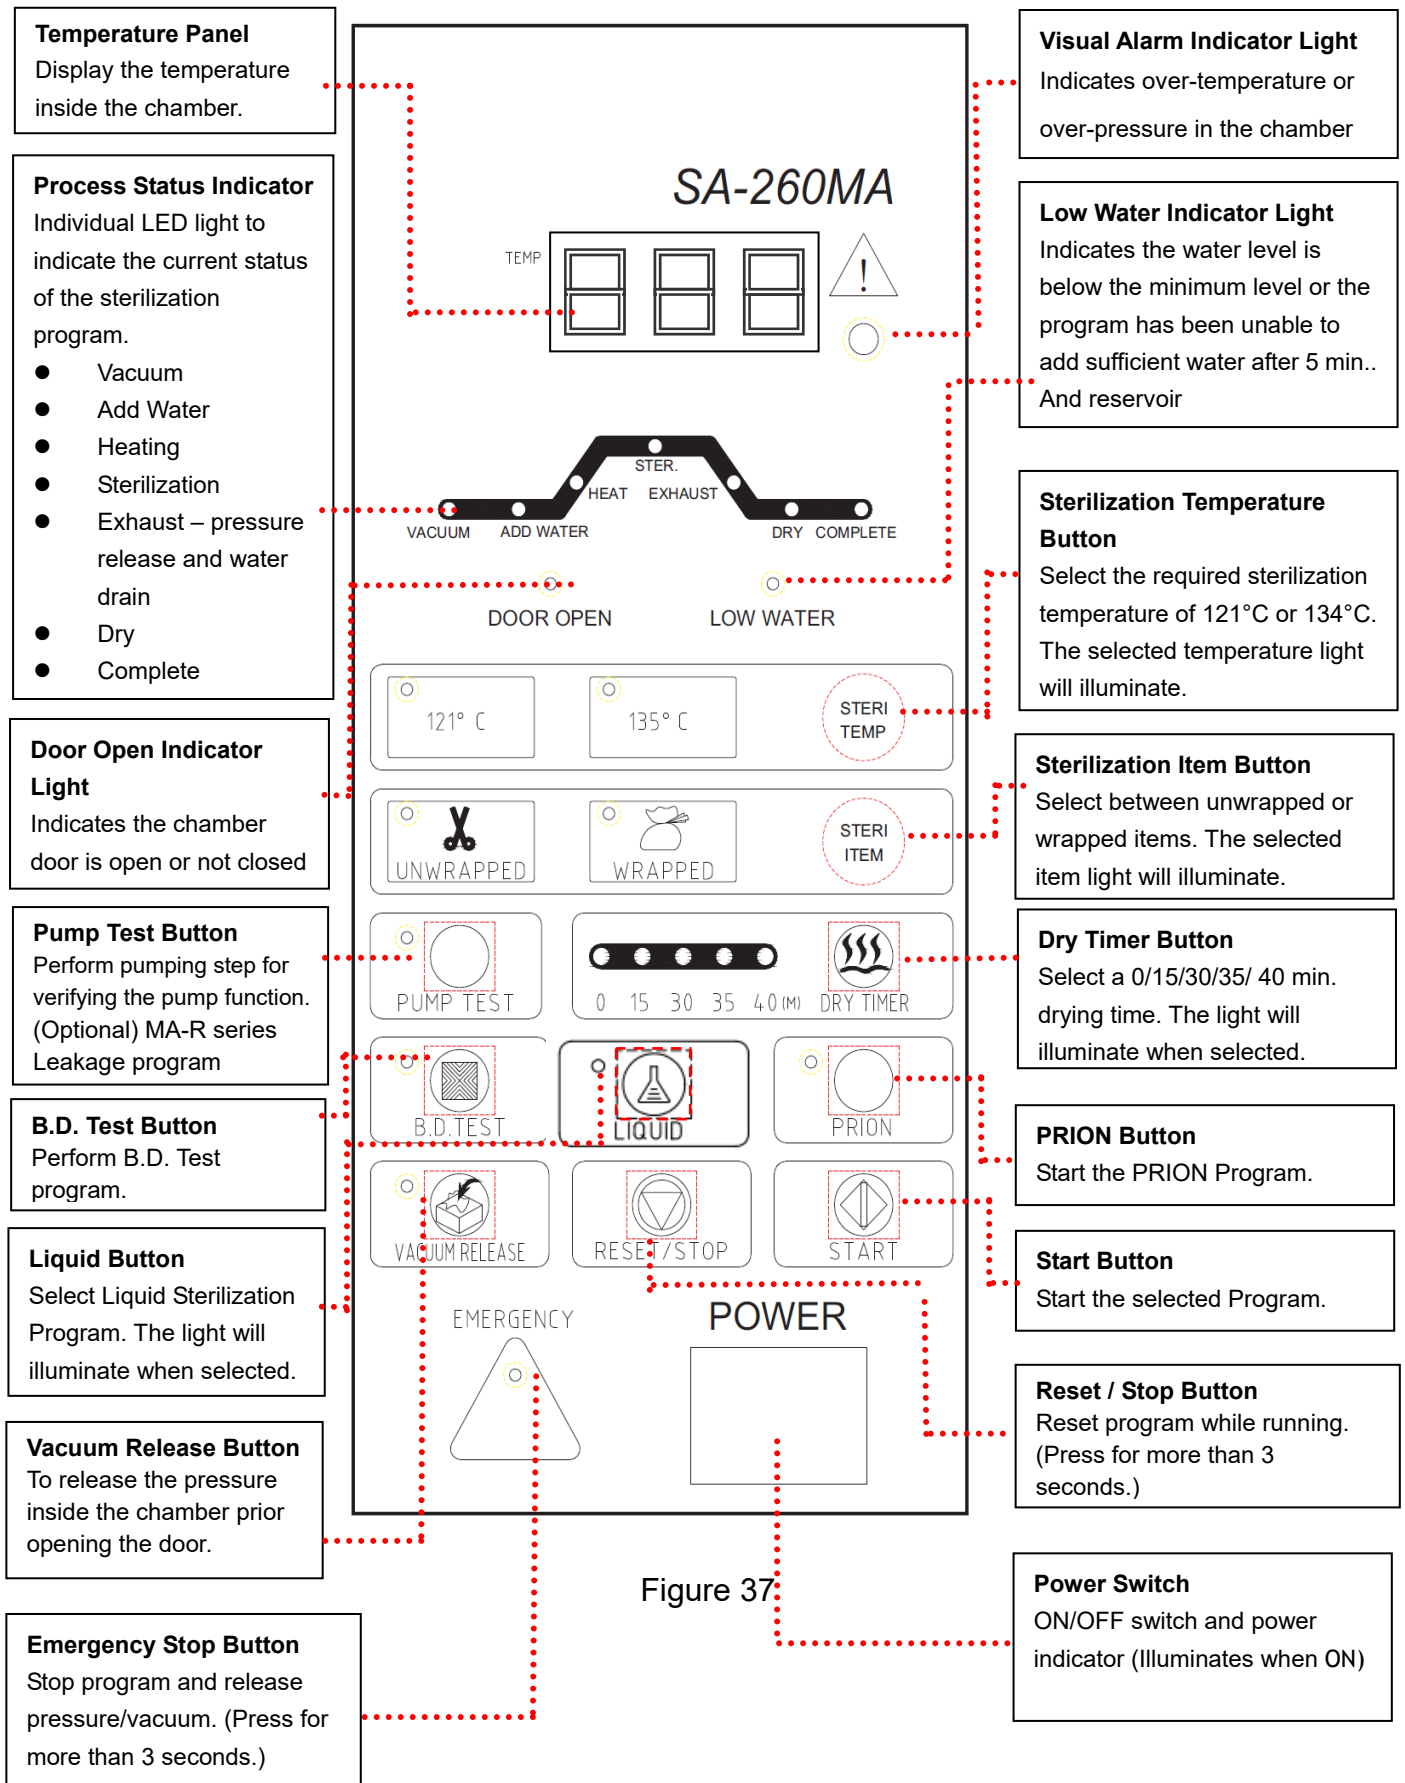 Temperature Panel
Display the temperature
inside the chamber.
Process Status Indicator
Individual LED light to
indicate the current status
of the sterilization
program.
● Vacuum
● Add Water
● Heating
● Sterilization
● Exhaust – pressure
release and water
drain
● Dry
● Complete
Door Open Indicator
Light
Indicates the chamber
door is open or not closed
Pump Test Button
Perform pumping step for
verifying the pump function.
(Optional) MA-R series
Leakage program
B.D. Test Button
Perform B.D. Test
program.
Liquid Button
Select Liquid Sterilization
Program. The light will
illuminate when selected.
Vacuum Release Button
To release the pressure
inside the chamber prior
opening the door.
Emergency Stop Button
Stop program and release
pressure/vacuum. (Press for
more than 3 seconds.)
SA-260MA
TEMP
!
STER.
HEAT EXHAUST
VACUUM ADD WATER DRY COMPLETE
DOOR OPEN LOW WATER
121° C 135° C STERI
TEMP
UNWRAPPED WRAPPED STERI
ITEM
PUMP TEST 0 15 30 35 40(M) DRY TIMER
B.D.TEST LIQUID PRION
VACUUM RELEASE RESET/STOP START
EMERGENCY POWER
Figure 37
Visual Alarm Indicator Light
Indicates over-temperature or
over-pressure in the chamber
Low Water Indicator Light
Indicates the water level is
below the minimum level or the
program has been unable to
add sufficient water after 5 min..
And reservoir
Sterilization Temperature
Button
Select the required sterilization
temperature of 121°C or 134°C.
The selected temperature light
will illuminate.
Sterilization Item Button
Select between unwrapped or
wrapped items. The selected
item light will illuminate.
Dry Timer Button
Select a 0/15/30/35/ 40 min.
drying time. The light will
illuminate when selected.
PRION Button
Start the PRION Program.
Start Button
Start the selected Program.
Reset / Stop Button
Reset program while running.
(Press for more than 3
seconds.)
Power Switch
ON/OFF switch and power
indicator (Illuminates when ON)